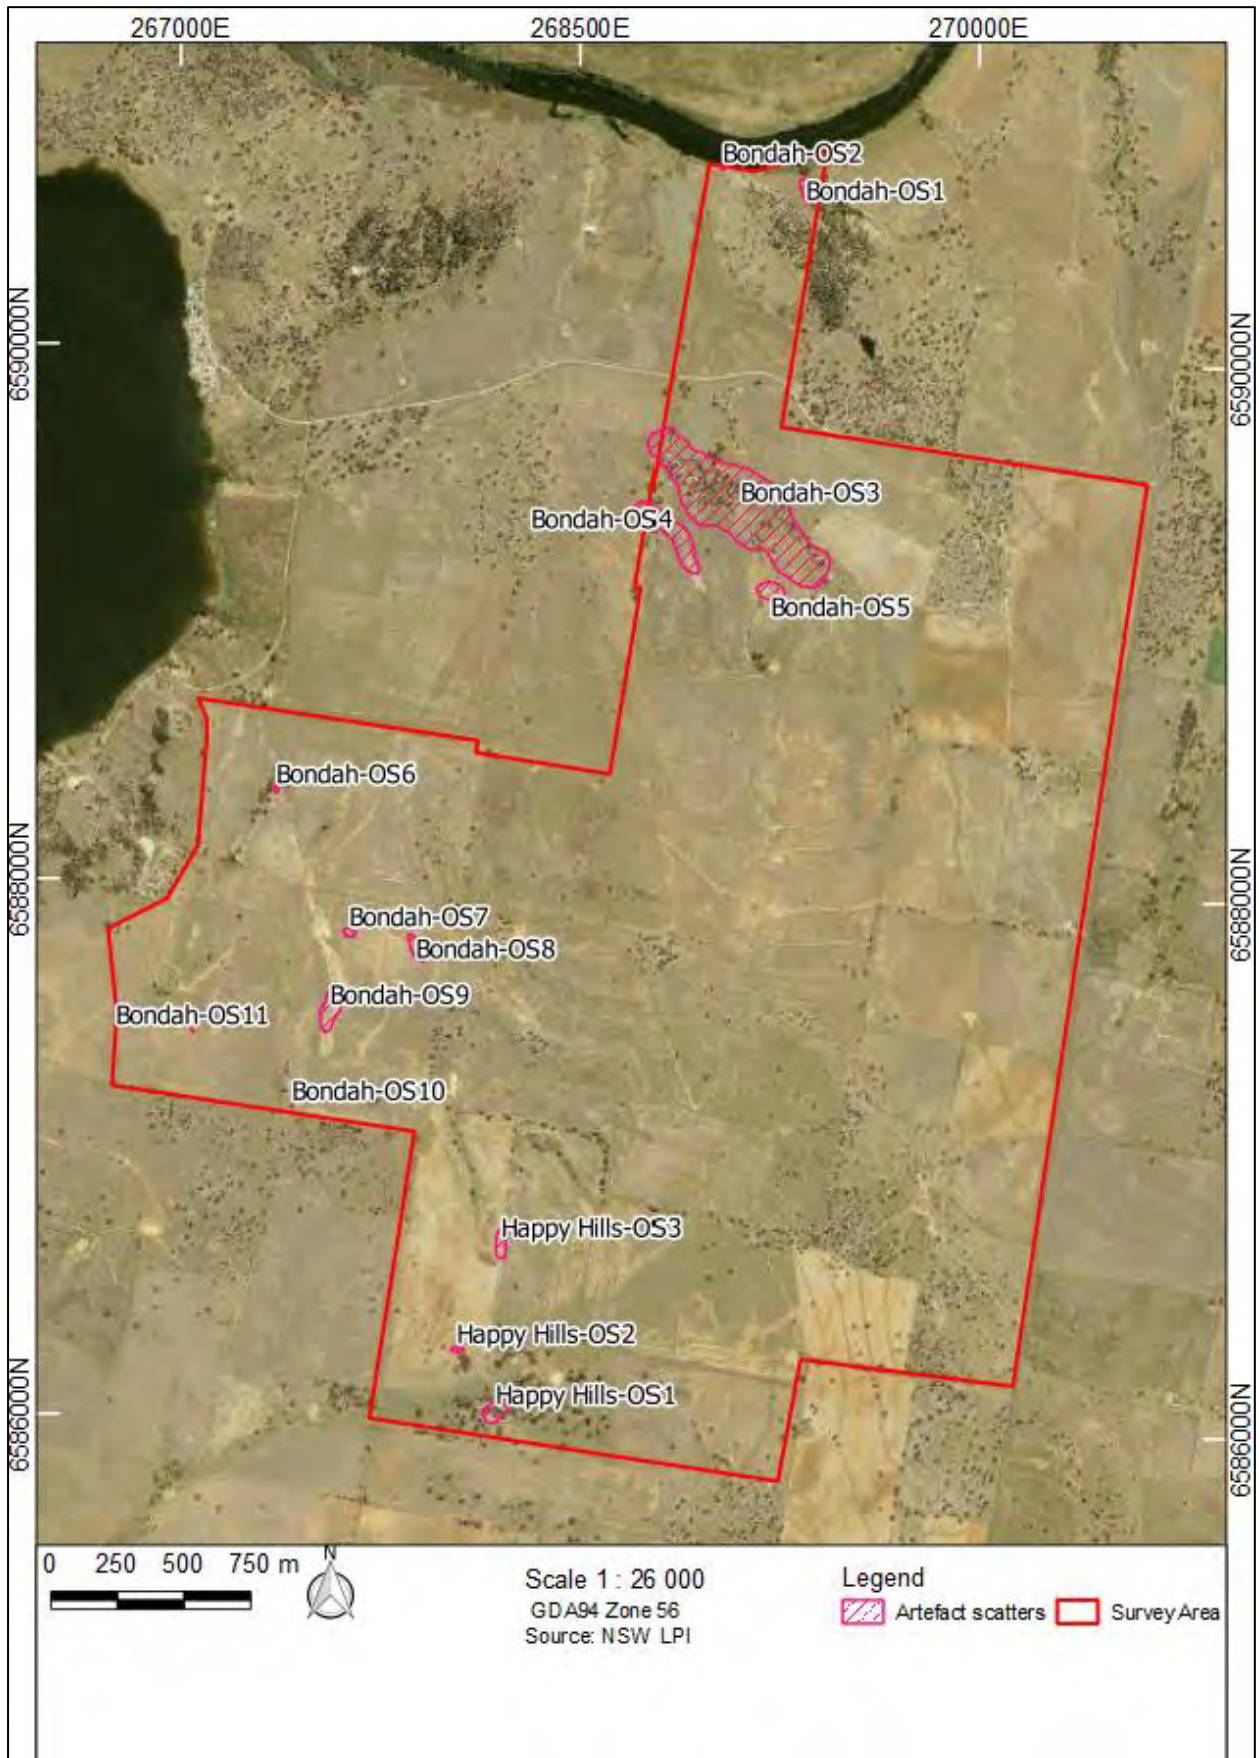 267000E 268500E 270000E
Bondah-OS2
Bondah-OS1
6590000N
6590000N
Bondah-OS3
Bondah-OS4
Bondah-OS5
Bondah-OS6
6588000N
6588000N
Bondah-OS7
Bondah-OS8
Bondah-OS9
Bondah-OS11
Bondah-OS10
Happy Hills-OS3
Happy Hills-OS2
Happy Hills-OS1
6586000N
6586000N
0 250 500 750 m
N
Scale 1 : 26 000
GDA94 Zone 56
Source: NSW LPI
Legend
Artefact scatters Survey Area